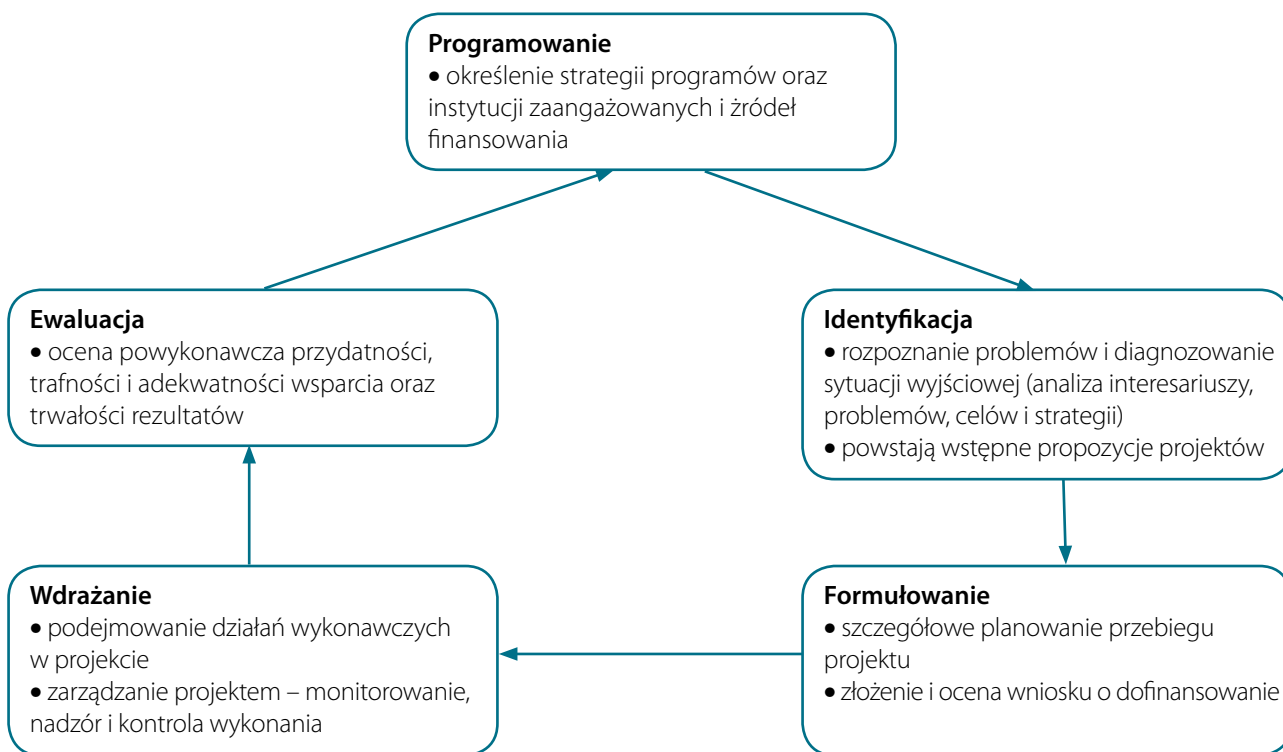 Programowanie
• określenie strategii programów oraz
instytucji zaangażowanych i źródeł
finansowania
Ewaluacja
• ocena powykonawcza przydatności,
trafności i adekwatności wsparcia oraz
trwałości rezultatów
Identyfikacja
• rozpoznanie problemów i diagnozowanie
sytuacji wyjściowej (analiza interesariuszy,
problemów, celów i strategii)
• powstają wstępne propozycje projektów
Wdrażanie
• podejmowanie działań wykonawczych
w projekcie
• zarządzanie projektem – monitorowanie,
nadzór i kontrola wykonania
Formułowanie
• szczegółowe planowanie przebiegu
projektu
• złożenie i ocena wniosku o dofinansowanie